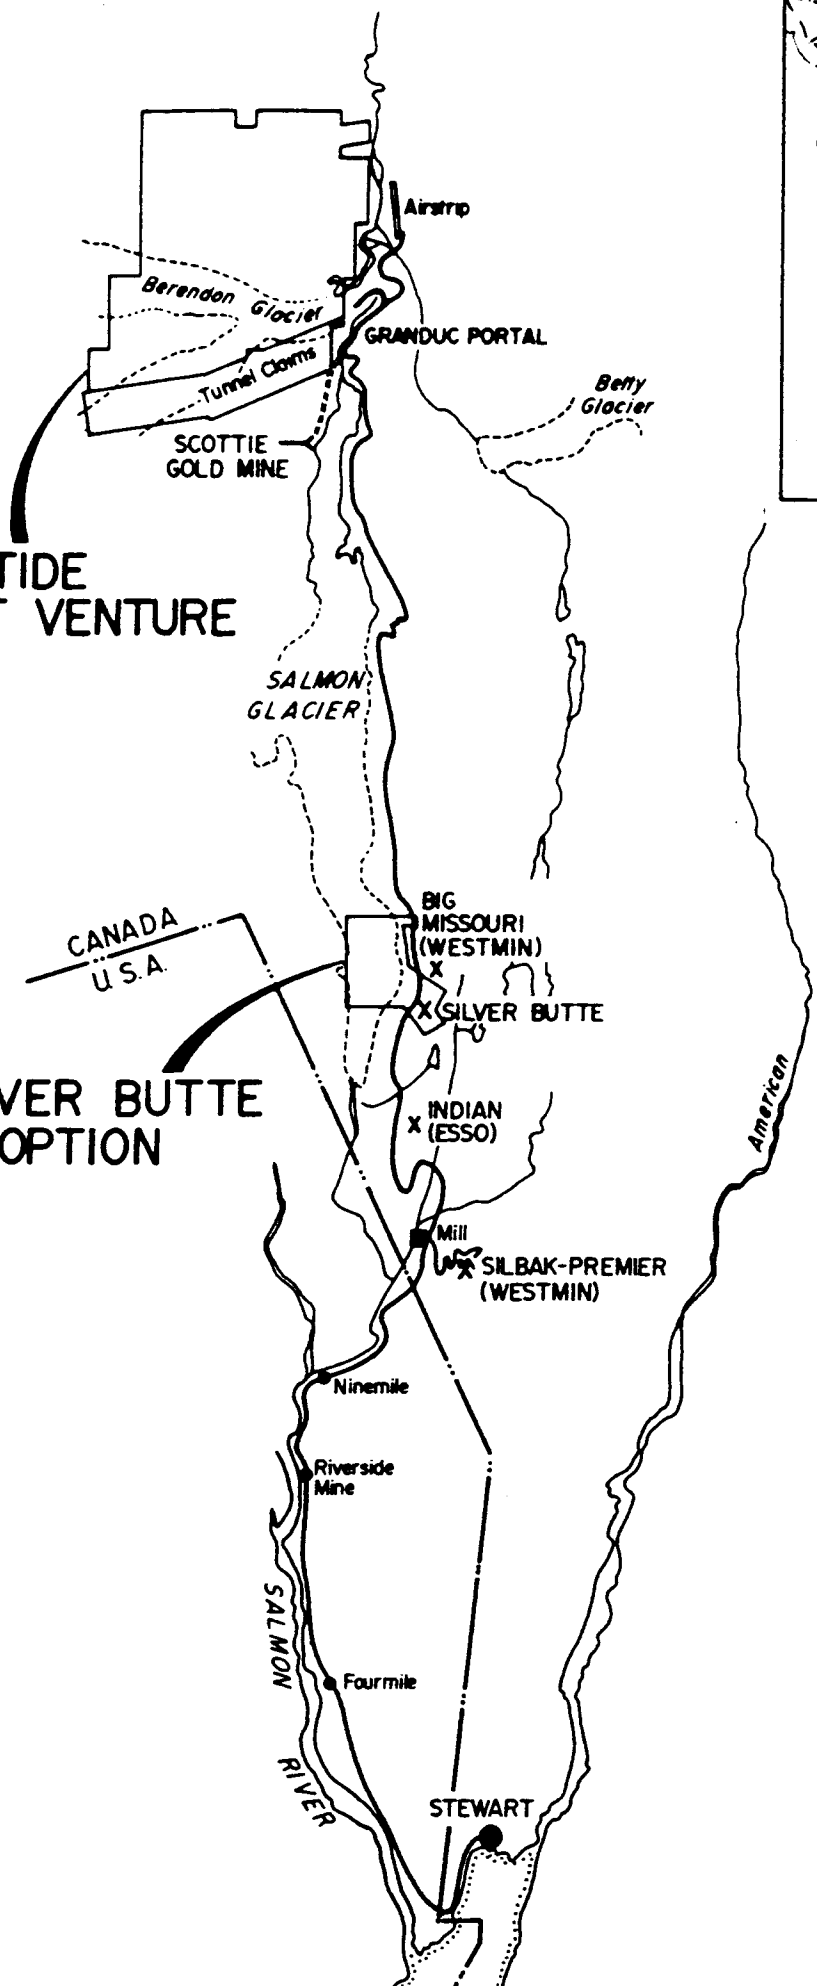 Airstrip
Berendon Glacier
GRANDUC PORTAL
Tunnel Claims
Betty
Glacier
SCOTTIE
GOLD MINE
TIDE
VENTURE
SALMON
GLACIER
BIG
MISSOURI
(WESTMIN)
X
CANADA
U.S.A.
X SILVER BUTTE
VER BUTTE
OPTION
INDIAN
X (ESSO)
American
Mill
X SILBAK-PREMIER
(WESTMIN)
Ninemile
Riverside
Mine
SALMON
RIVER
Fourmile
STEWART